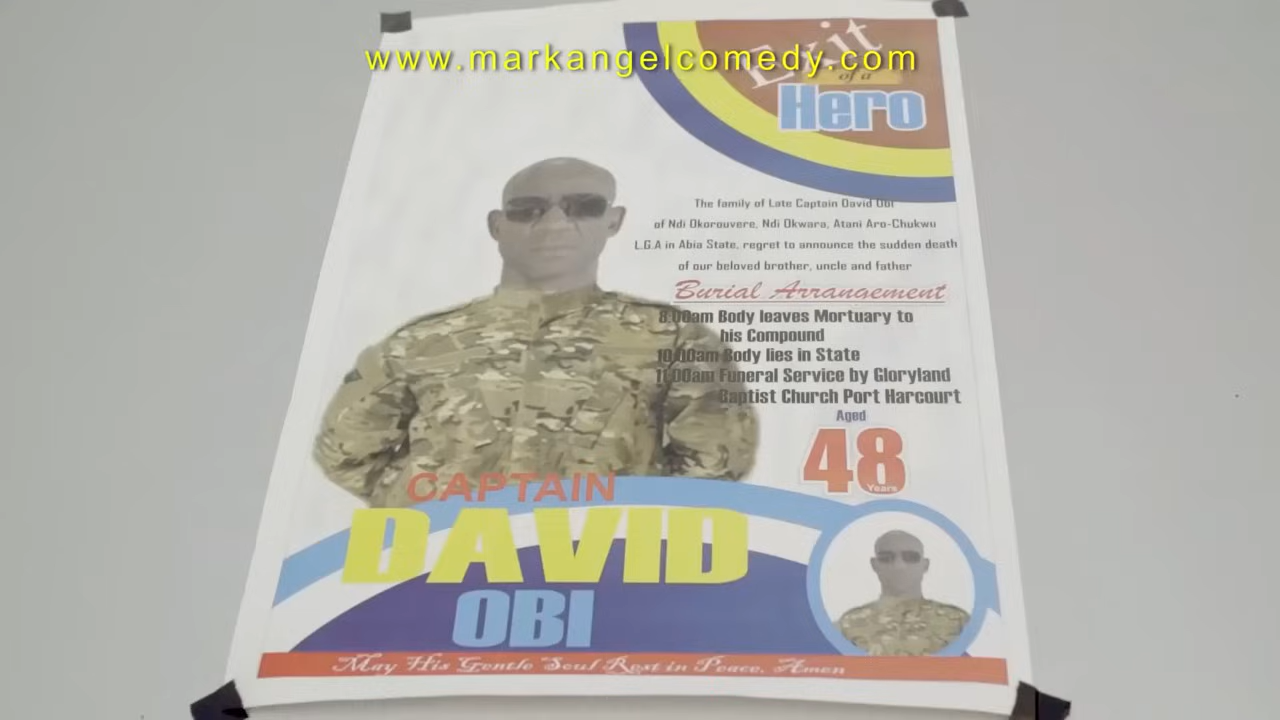 www.markangelcomedy.com
Exit
of a
Hero
The family of Late Captain David Obi
of Ndi Okorouvere, Ndi Okwara, Atani Aro-Chukwu
L.G.A in Abia State, regret to announce the sudden death
of our beloved brother, uncle and father
Burial Arrangement
8:00am Body leaves Mortuary to
his Compound
10:00am Body lies in State
11:00am Funeral Service by Gloryland
Baptist Church Port Harcourt
Aged
48
Years
CAPTAIN
DAVID
OBI
May His Gentle Soul Rest in Peace. Amen